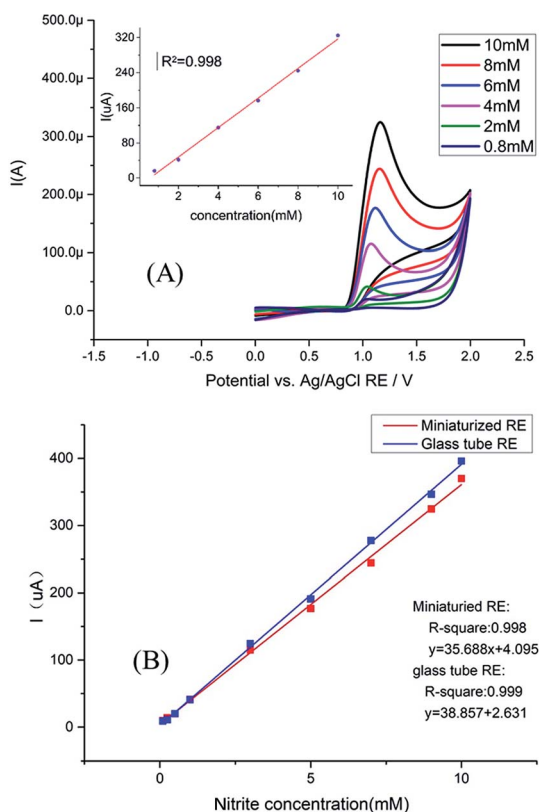 500.0μ
400.0μ
300.0μ
200.0μ
100.0μ
0.0
I(A)
-1.5 -1.0 -0.5 0.0 0.5 1.0 1.5 2.0 2.5
Potential vs. Ag/AgCl RE / V
(A)
10mM
8mM
6mM
4mM
2mM
0.8mM
320
240
160
80
0
I(uA)
R²=0.998
2 4 6 8 10
concentration(mM)
Miniaturized RE
Glass tube RE
400
300
200
100
0
I（uA）
(B)
Miniaturied RE:
R-square:0.998
y=35.688x+4.095
glass tube RE:
R-square:0.999
y=38.857+2.631
0 5 10
Nitrite concentration(mM)